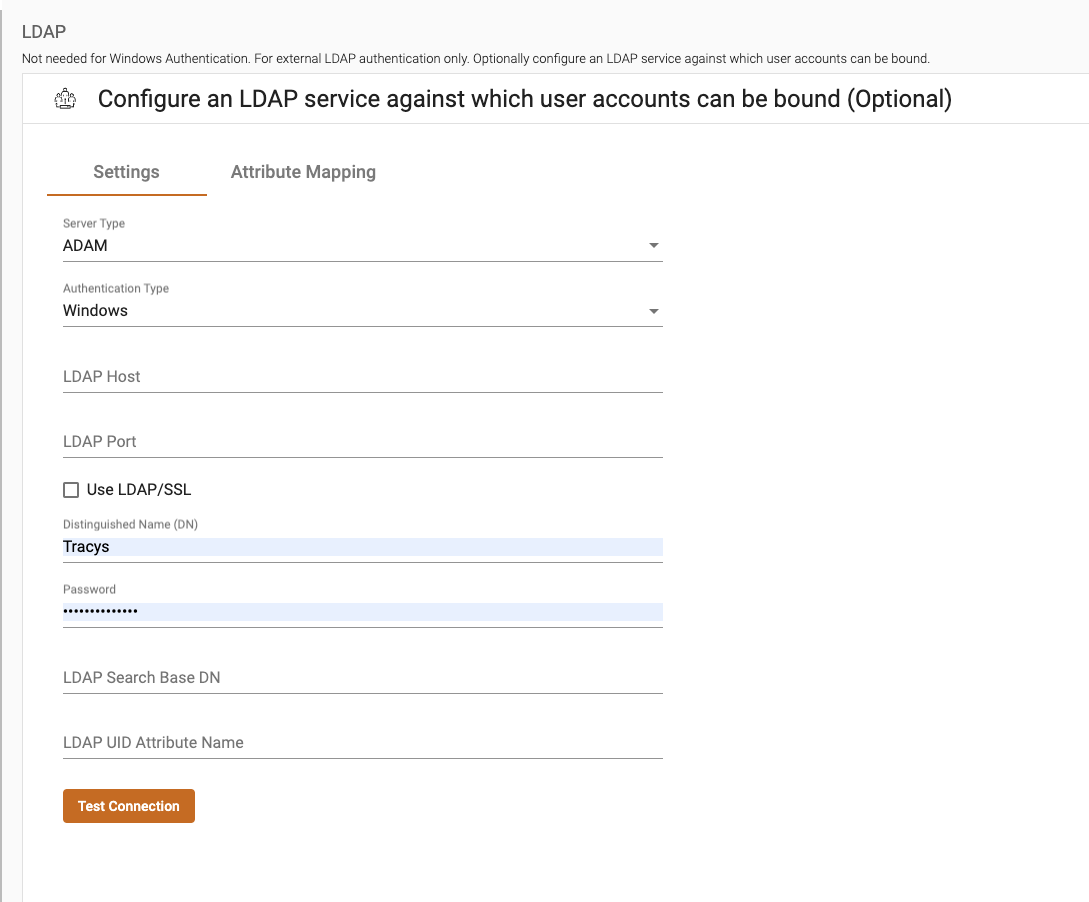 LDAP
Not needed for Windows Authentication. For external LDAP authentication only. Optionally configure an LDAP service against which user accounts can be bound.
Configure an LDAP service against which user accounts can be bound (Optional)
Settings Attribute Mapping
Server Type
ADAM
Authentication Type
Windows
LDAP Host
LDAP Port
Use LDAP/SSL
Distinguished Name (DN)
Tracys
Password
••••••••••••••
LDAP Search Base DN
LDAP UID Attribute Name
Test Connection